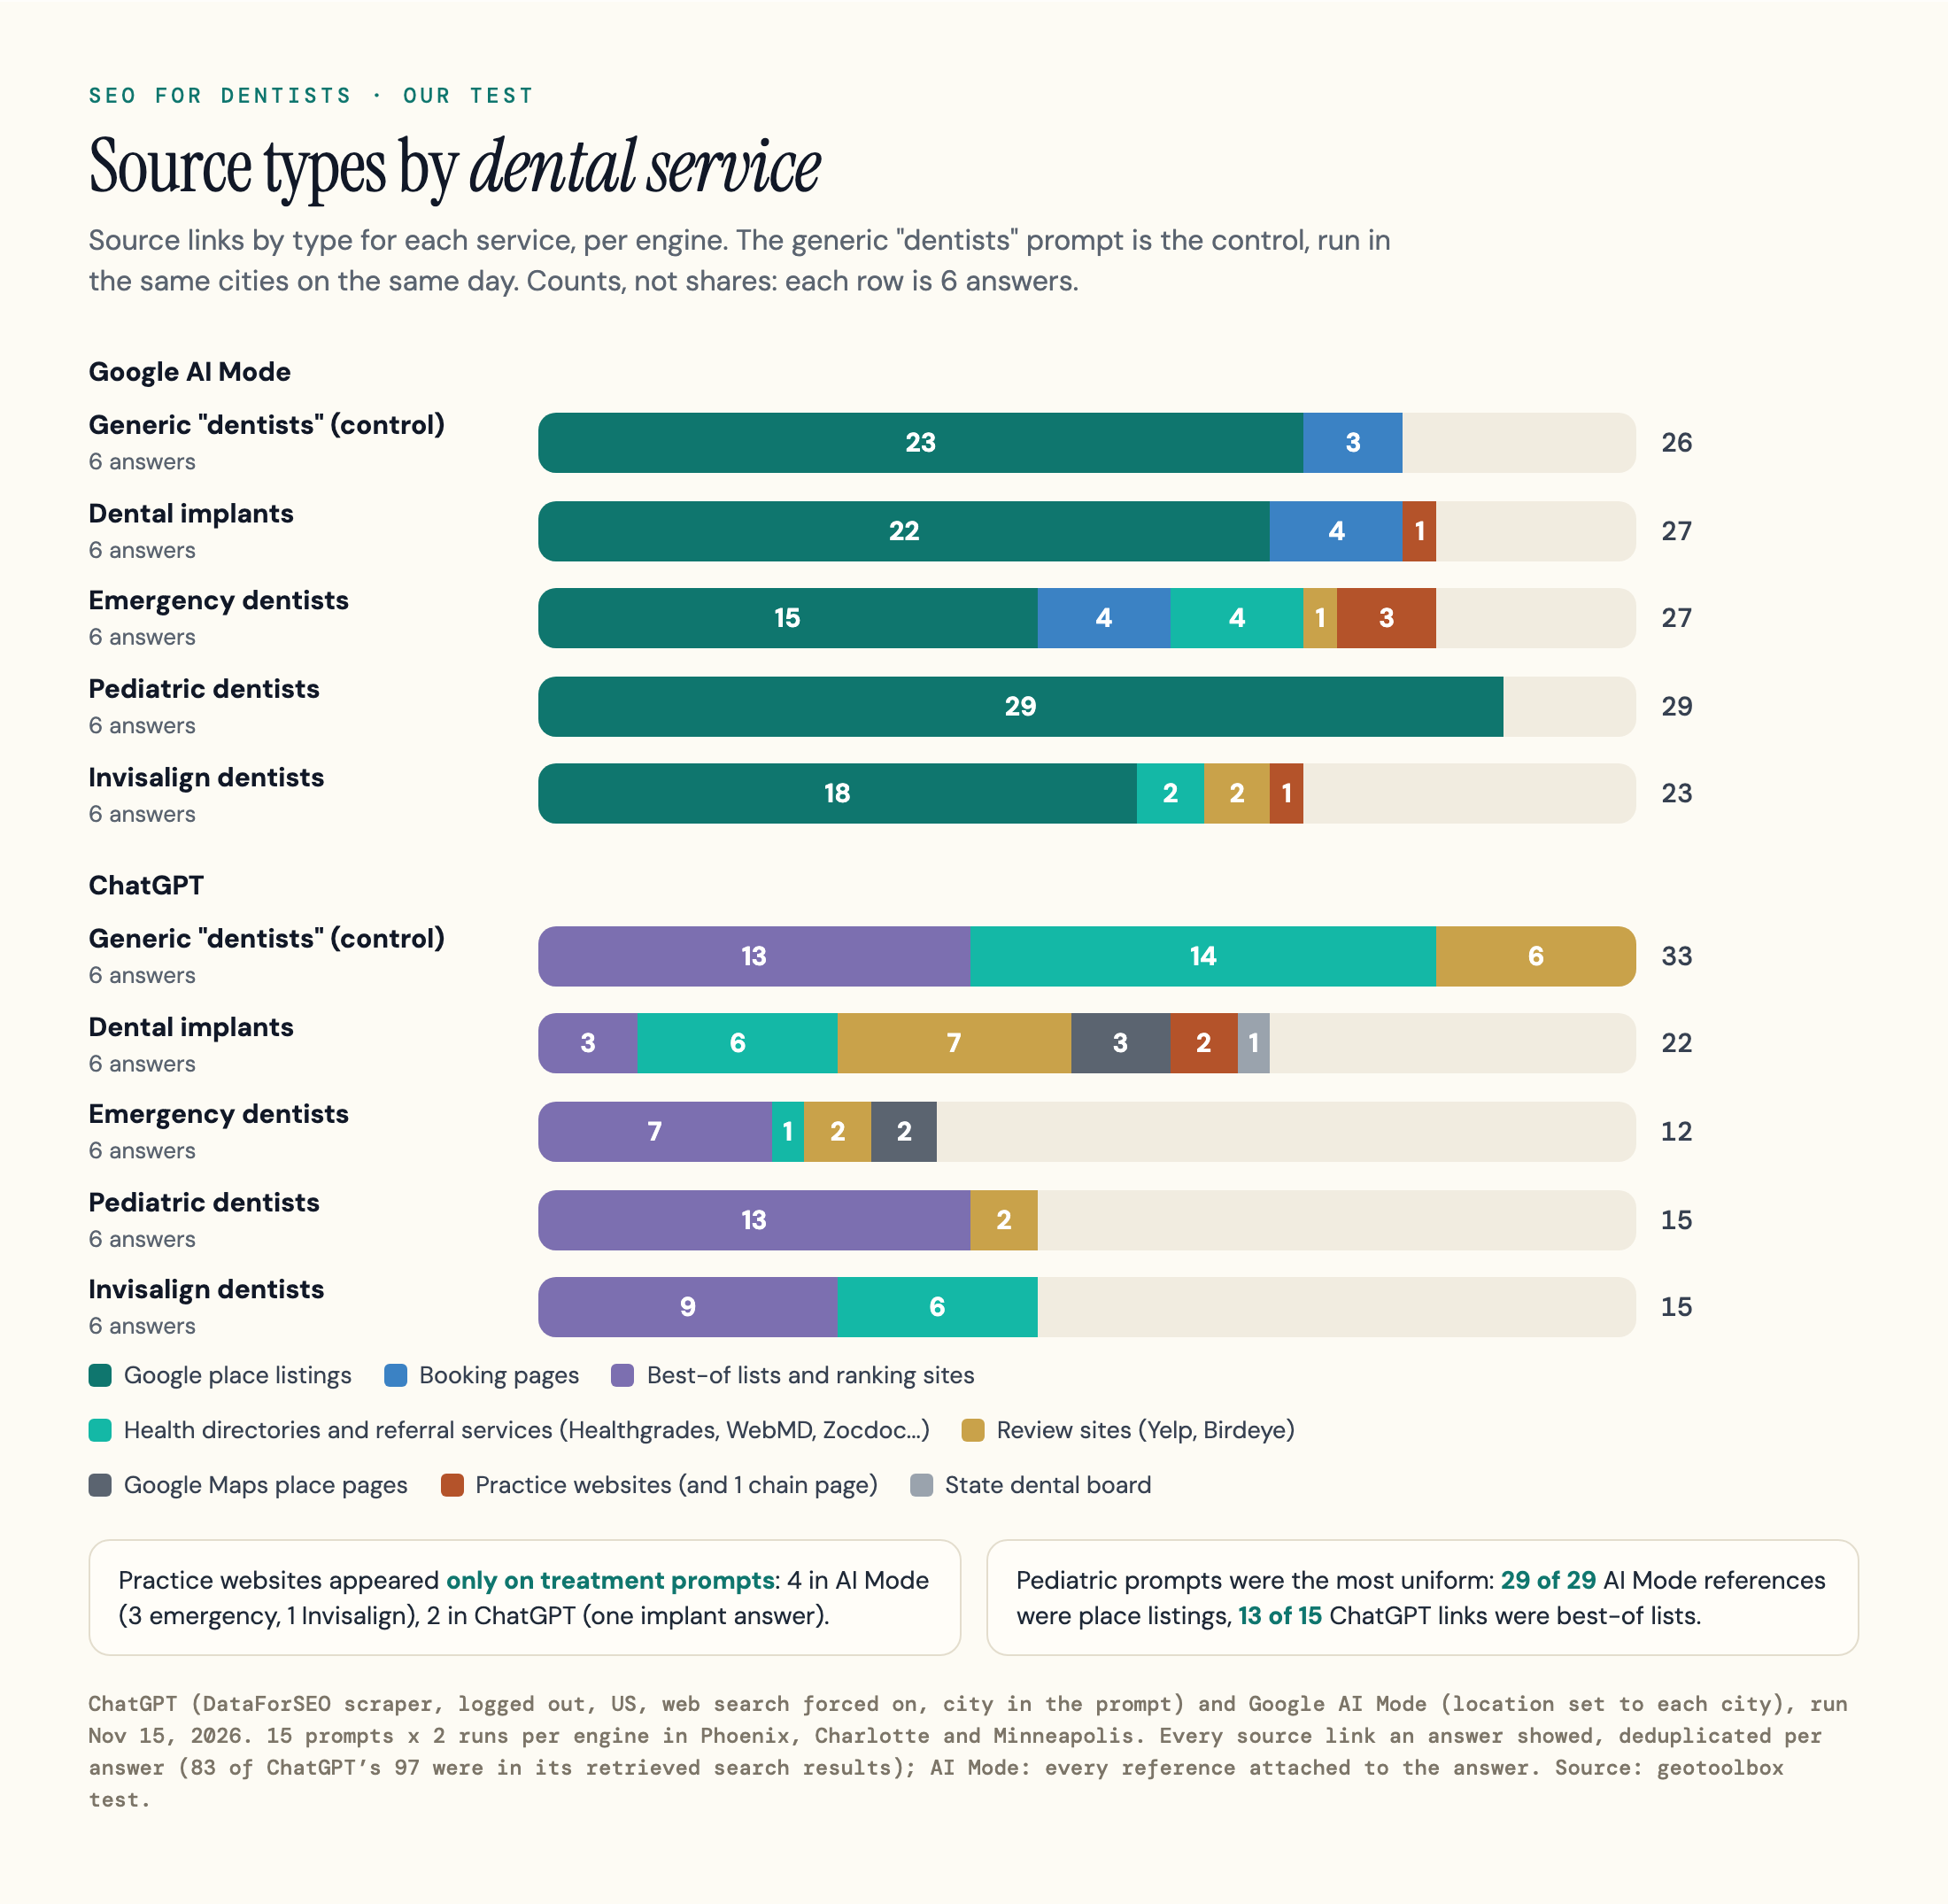 SEO FOR DENTISTS · OUR TEST
Source types by dental service
Source links by type for each service, per engine. The generic "dentists" prompt is the control, run in
the same cities on the same day. Counts, not shares: each row is 6 answers.
Google AI Mode
Generic "dentists" (control)
6 answers
23 3 26
Dental implants
6 answers
22 4 1 27
Emergency dentists
6 answers
15 4 4 1 3 27
Pediatric dentists
6 answers
29 29
Invisalign dentists
6 answers
18 2 2 1 23
ChatGPT
Generic "dentists" (control)
6 answers
13 14 6 33
Dental implants
6 answers
3 6 7 3 2 1 22
Emergency dentists
6 answers
7 1 2 2 12
Pediatric dentists
6 answers
13 2 15
Invisalign dentists
6 answers
9 6 15
Google place listings Booking pages Best-of lists and ranking sites
Health directories and referral services (Healthgrades, WebMD, Zocdoc...) Review sites (Yelp, Birdeye)
Google Maps place pages Practice websites (and 1 chain page) State dental board
Practice websites appeared only on treatment prompts: 4 in AI Mode
(3 emergency, 1 Invisalign), 2 in ChatGPT (one implant answer).
Pediatric prompts were the most uniform: 29 of 29 AI Mode references
were place listings, 13 of 15 ChatGPT links were best-of lists.
ChatGPT (DataForSEO scraper, logged out, US, web search forced on, city in the prompt) and Google AI Mode (location set to each city), run
Nov 15, 2026. 15 prompts x 2 runs per engine in Phoenix, Charlotte and Minneapolis. Every source link an answer showed, deduplicated per
answer (83 of ChatGPT's 97 were in its retrieved search results); AI Mode: every reference attached to the answer. Source: geotoolbox
test.